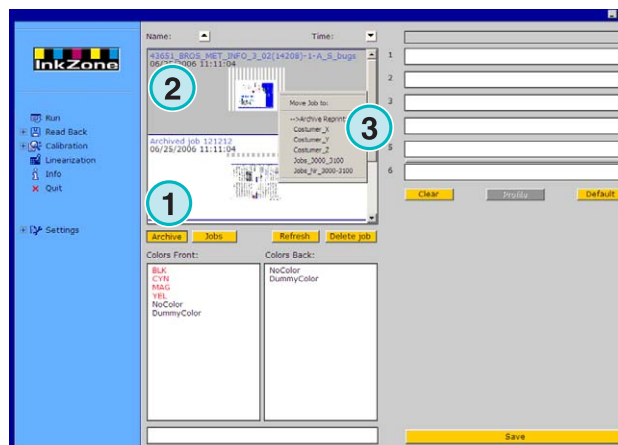 InkZone
Run
Read Back
Calibration
Linearization
Info
Quit
Settings
Name:
Time:
43651_BROS_MET_INFO_3_02(14208)-1-A_S_bugs
06/25/2006 11:11:04
2
Move Job to:
-->Archive Reprint
Costumer_X
Costumer_Y
Costumer_Z
Jobs_3000_3100
Jobs_Nr_3000-3100
3
Archived job 121212
06/25/2006 11:11:04
1
Archive
Jobs
Refresh
Delete job
Colors Front:
Colors Back:
BLK
CYN
MAG
YEL
NoColor
DummyColor
NoColor
DummyColor
1
2
3
5
6
Clear
Profile
Default
Save